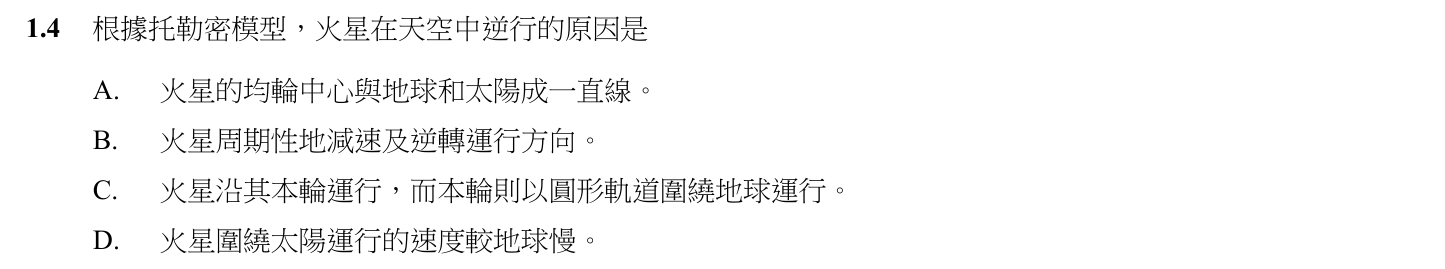 1.4 根據托勒密模型，火星在天空中逆行的原因是
A. 火星的均輪中心與地球和太陽成一直線。
B. 火星周期性地減速及逆轉運行方向。
C. 火星沿其本輪運行，而本輪則以圓形軌道圍繞地球運行。
D. 火星圍繞太陽運行的速度較地球慢。